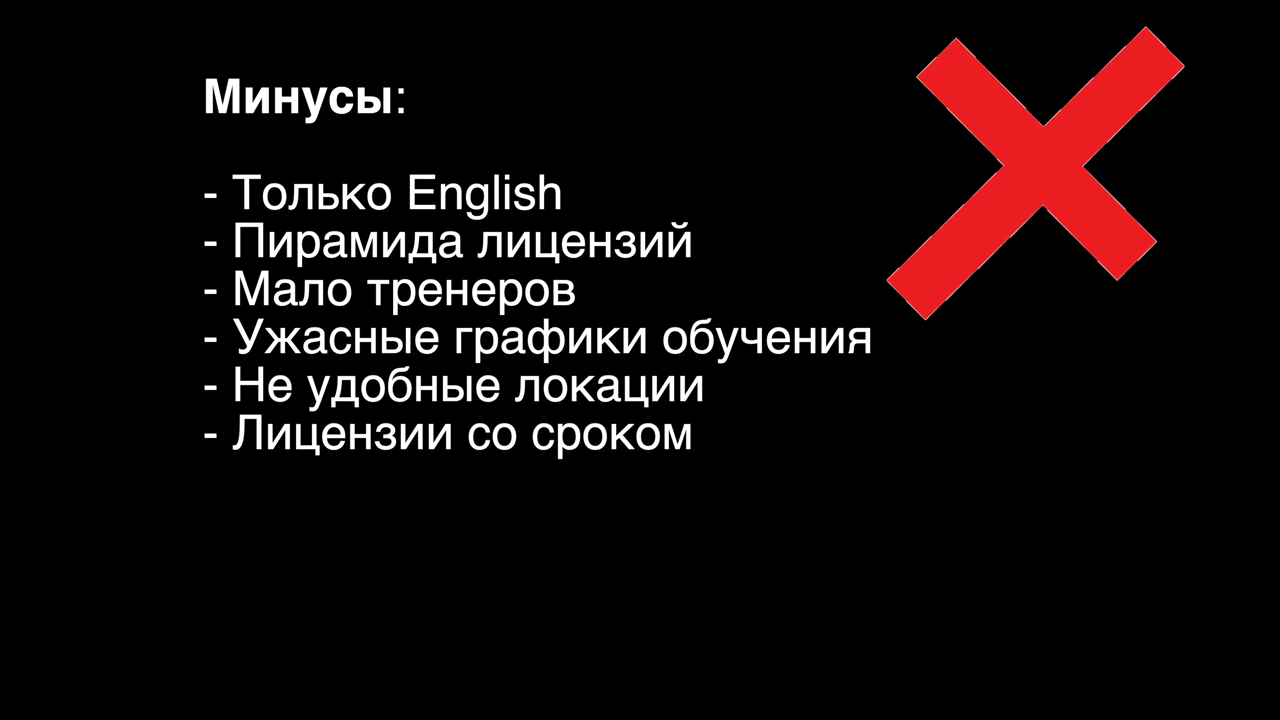 Минусы:
- Только English
- Пирамида лицензий
- Мало тренеров
- Ужасные графики обучения
- Не удобные локации
- Лицензии со сроком